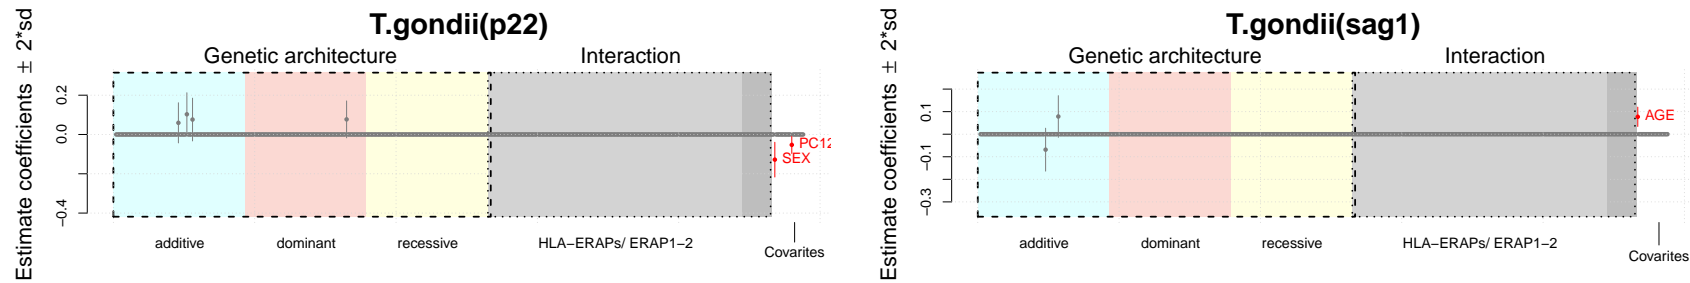 T.gondii(p22)
Genetic architecture
Interaction
Estimate coefficients ± 2*sd
0.2
0.0
−0.4
PC12
SEX
additive
dominant
recessive
HLA−ERAPs/ ERAP1−2
Covarites
T.gondii(sag1)
Genetic architecture
Interaction
Estimate coefficients ± 2*sd
0.1
−0.1
−0.3
AGE
additive
dominant
recessive
HLA−ERAPs/ ERAP1−2
Covarites